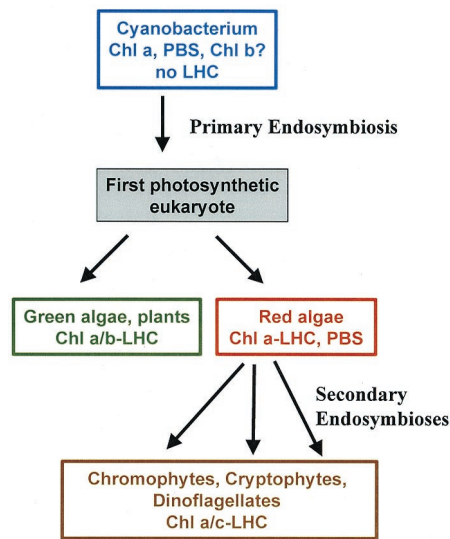 Cyanobacterium
Chl a, PBS, Chl b?
no LHC
Primary Endosymbiosis
First photosynthetic
eukaryote
Green algae, plants
Chl a/b-LHC
Red algae
Chl a-LHC, PBS
Secondary
Endosymbioses
Chromophytes, Cryptophytes,
Dinoflagellates
Chl a/c-LHC